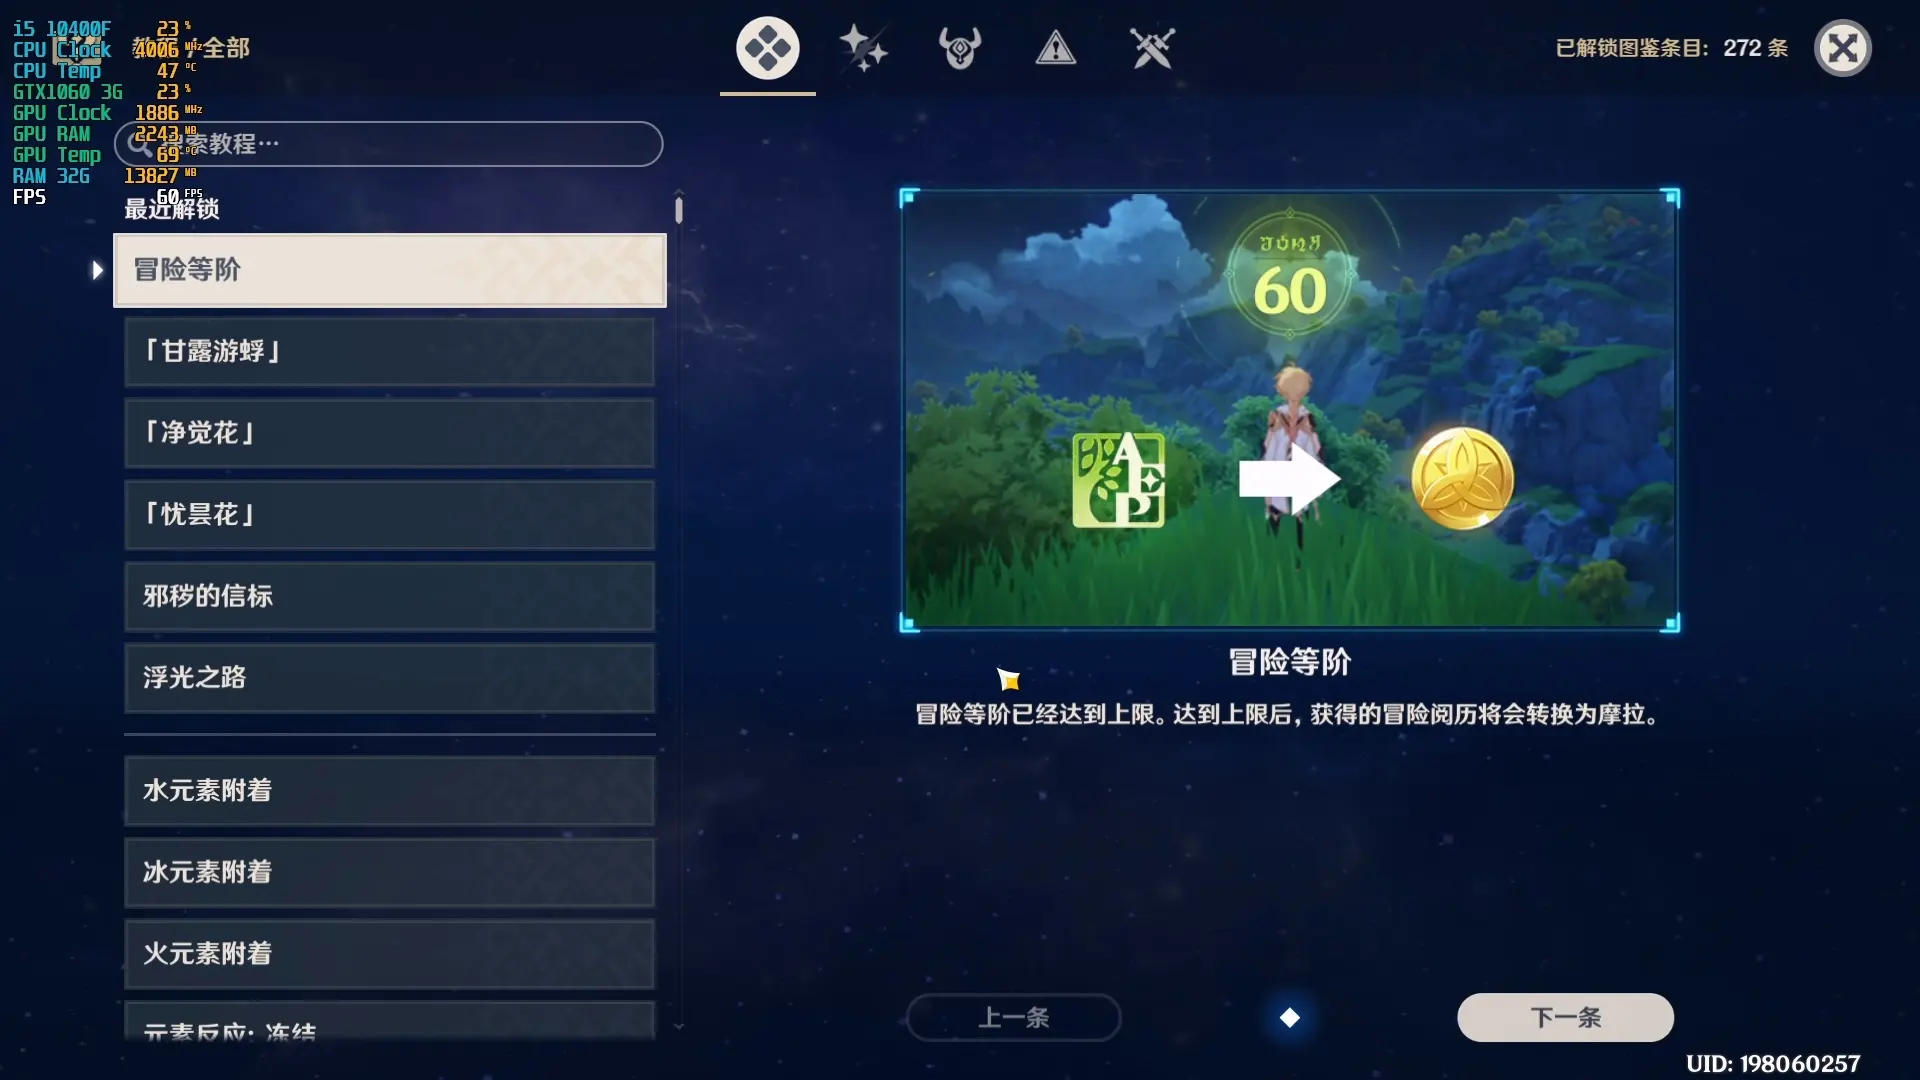 i5 10400F 23 %
CPU Clock 4006 MHz
CPU Temp 47 °C
GTX1060 3G 23 %
GPU Clock 1886 MHz
GPU RAM 2243 MB
GPU Temp 69 °C
RAM 32G 13827 MB
FPS 60 FPS
教程 / 全部
已解锁图鉴条目: 272 条
搜索教程…
最近解锁
冒险等阶
「甘露游蜉」
「净觉花」
「忧昙花」
邪秽的信标
浮光之路
水元素附着
冰元素附着
火元素附着
元素反应: 冻结
60
AEP
冒险等阶
冒险等阶已经达到上限。达到上限后, 获得的冒险阅历将会转换为摩拉。
上一条
下一条
UID: 198060257